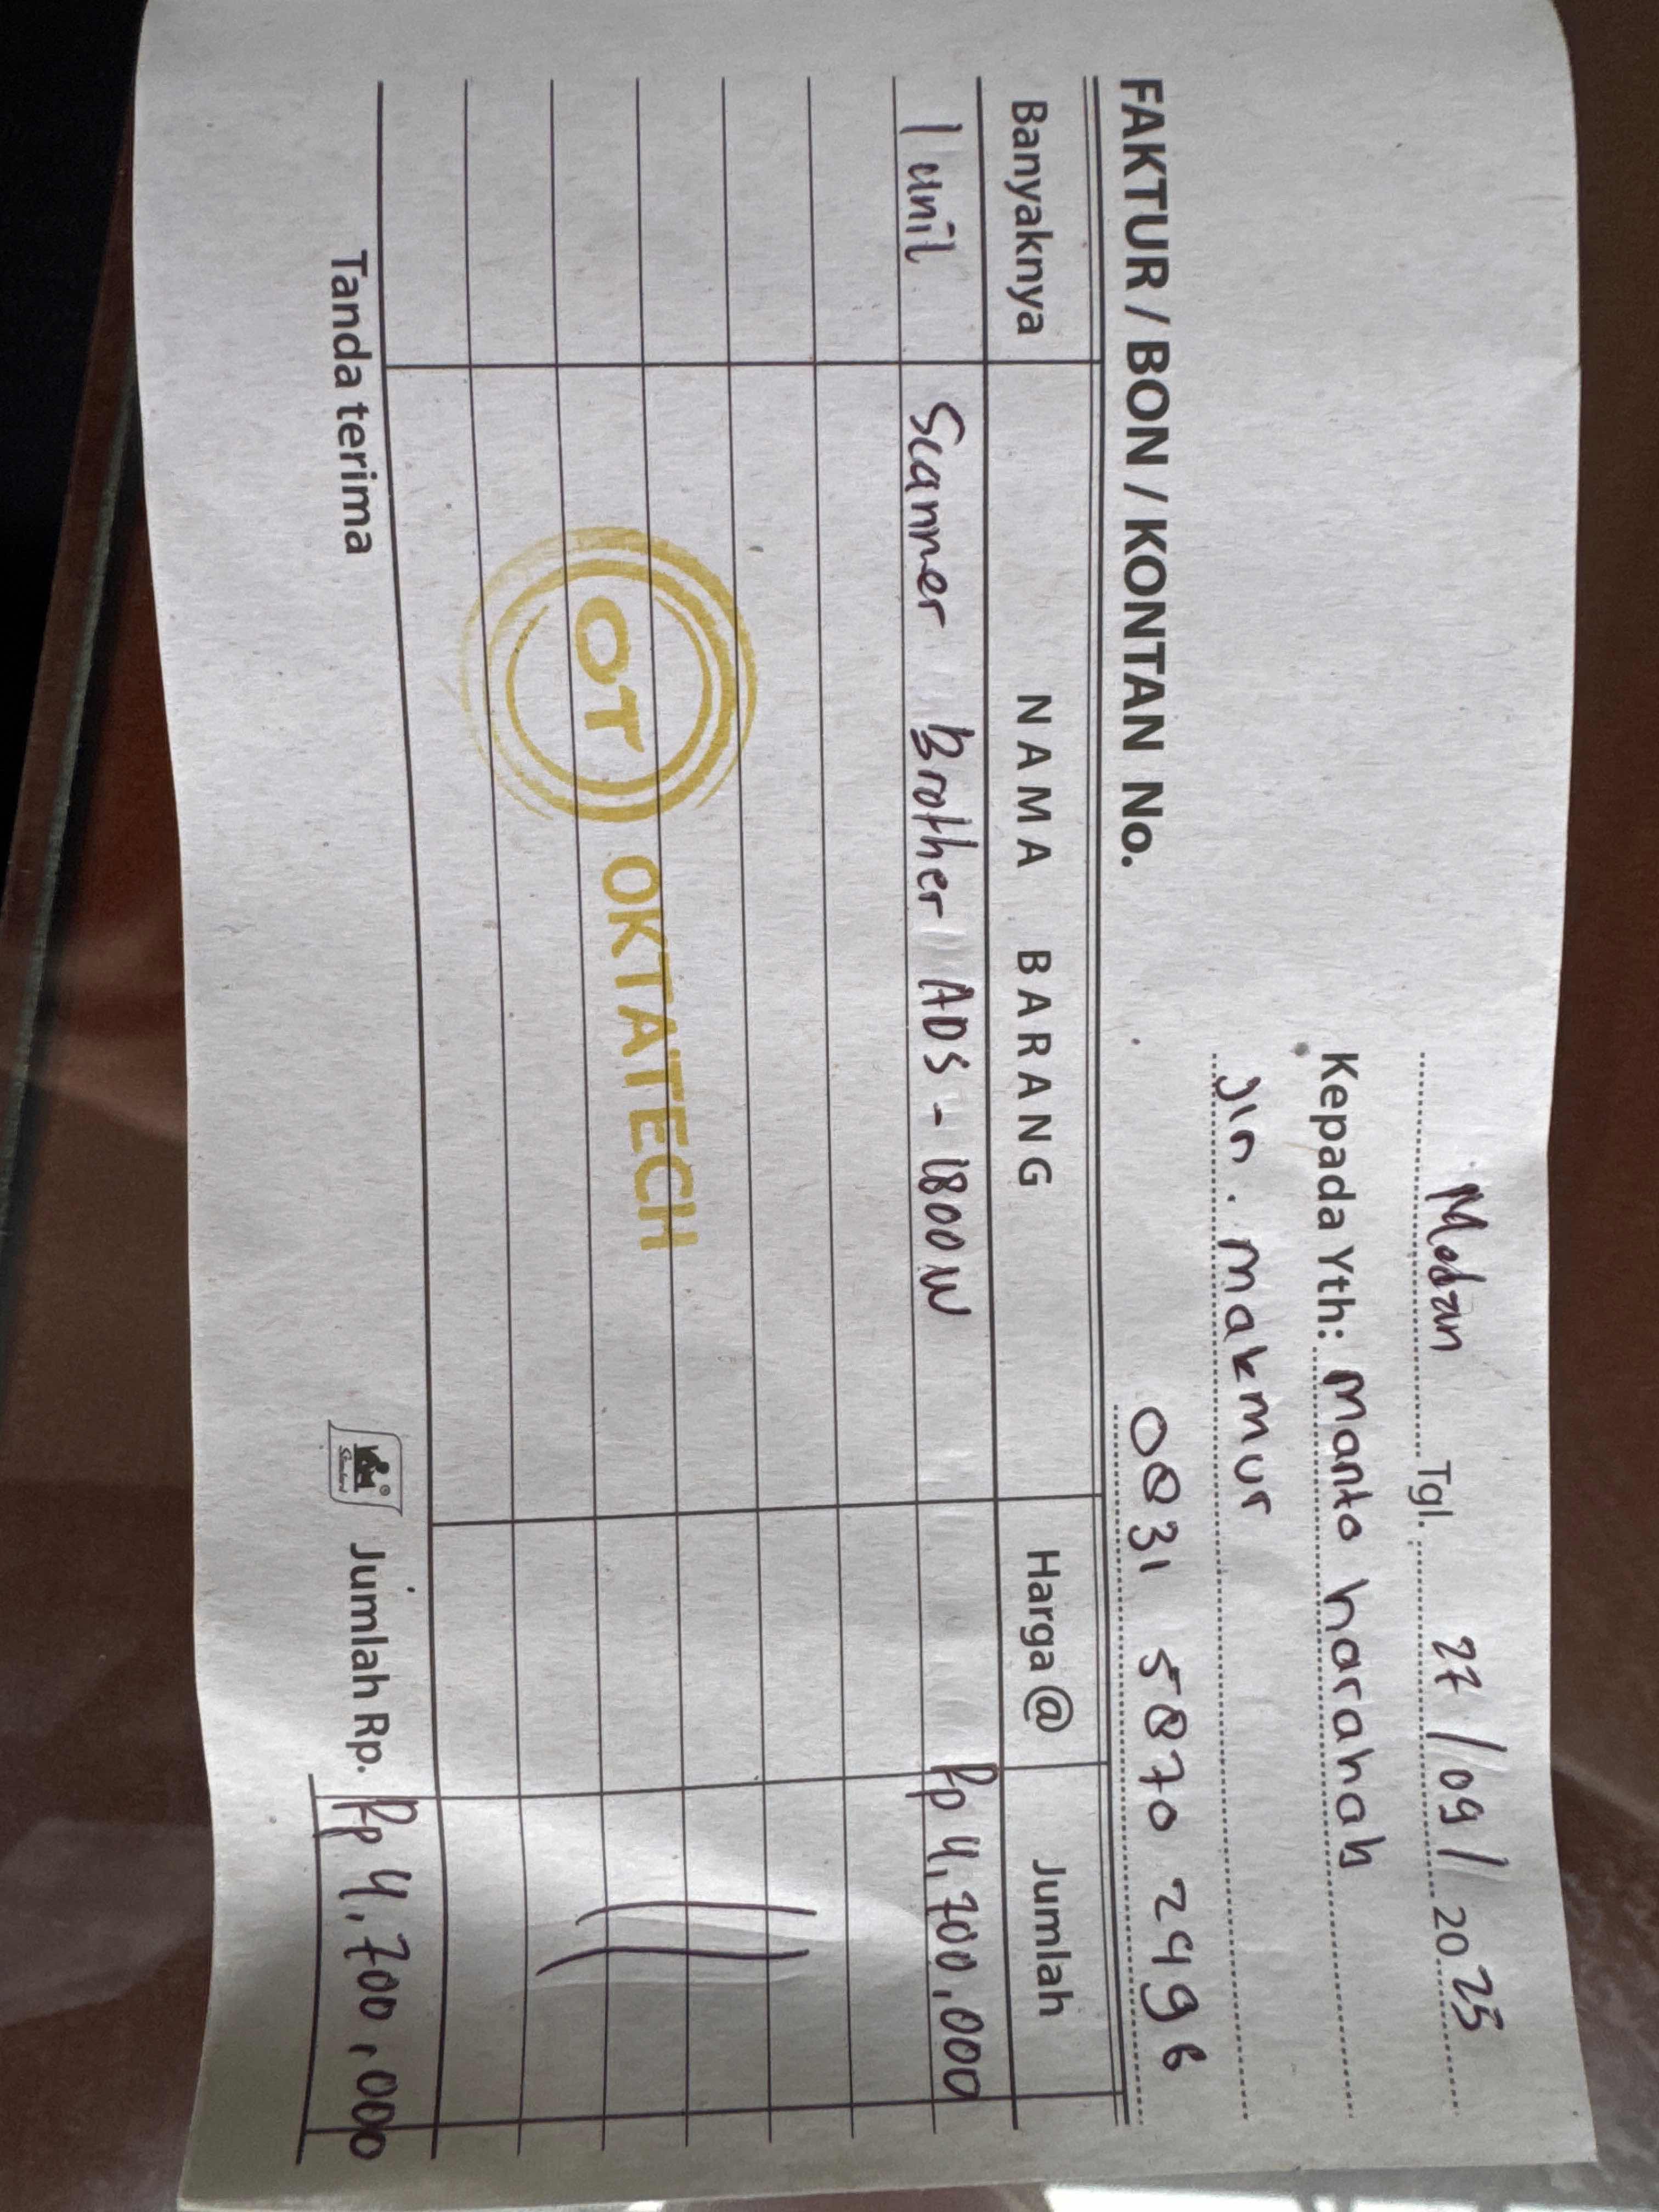 Medan Tgl. 27/09/2025
Kepada Yth: manto harahah
Jln. makmur
0831 5870 2496
FAKTUR / BON / KONTAN No.
Banyaknya NAMA BARANG Harga @ Jumlah
1 unit Scanner Brother ADS-1800W Rp 4,700,000
OT OKTATECH
Tanda terima Jumlah Rp. Rp 4,700,000